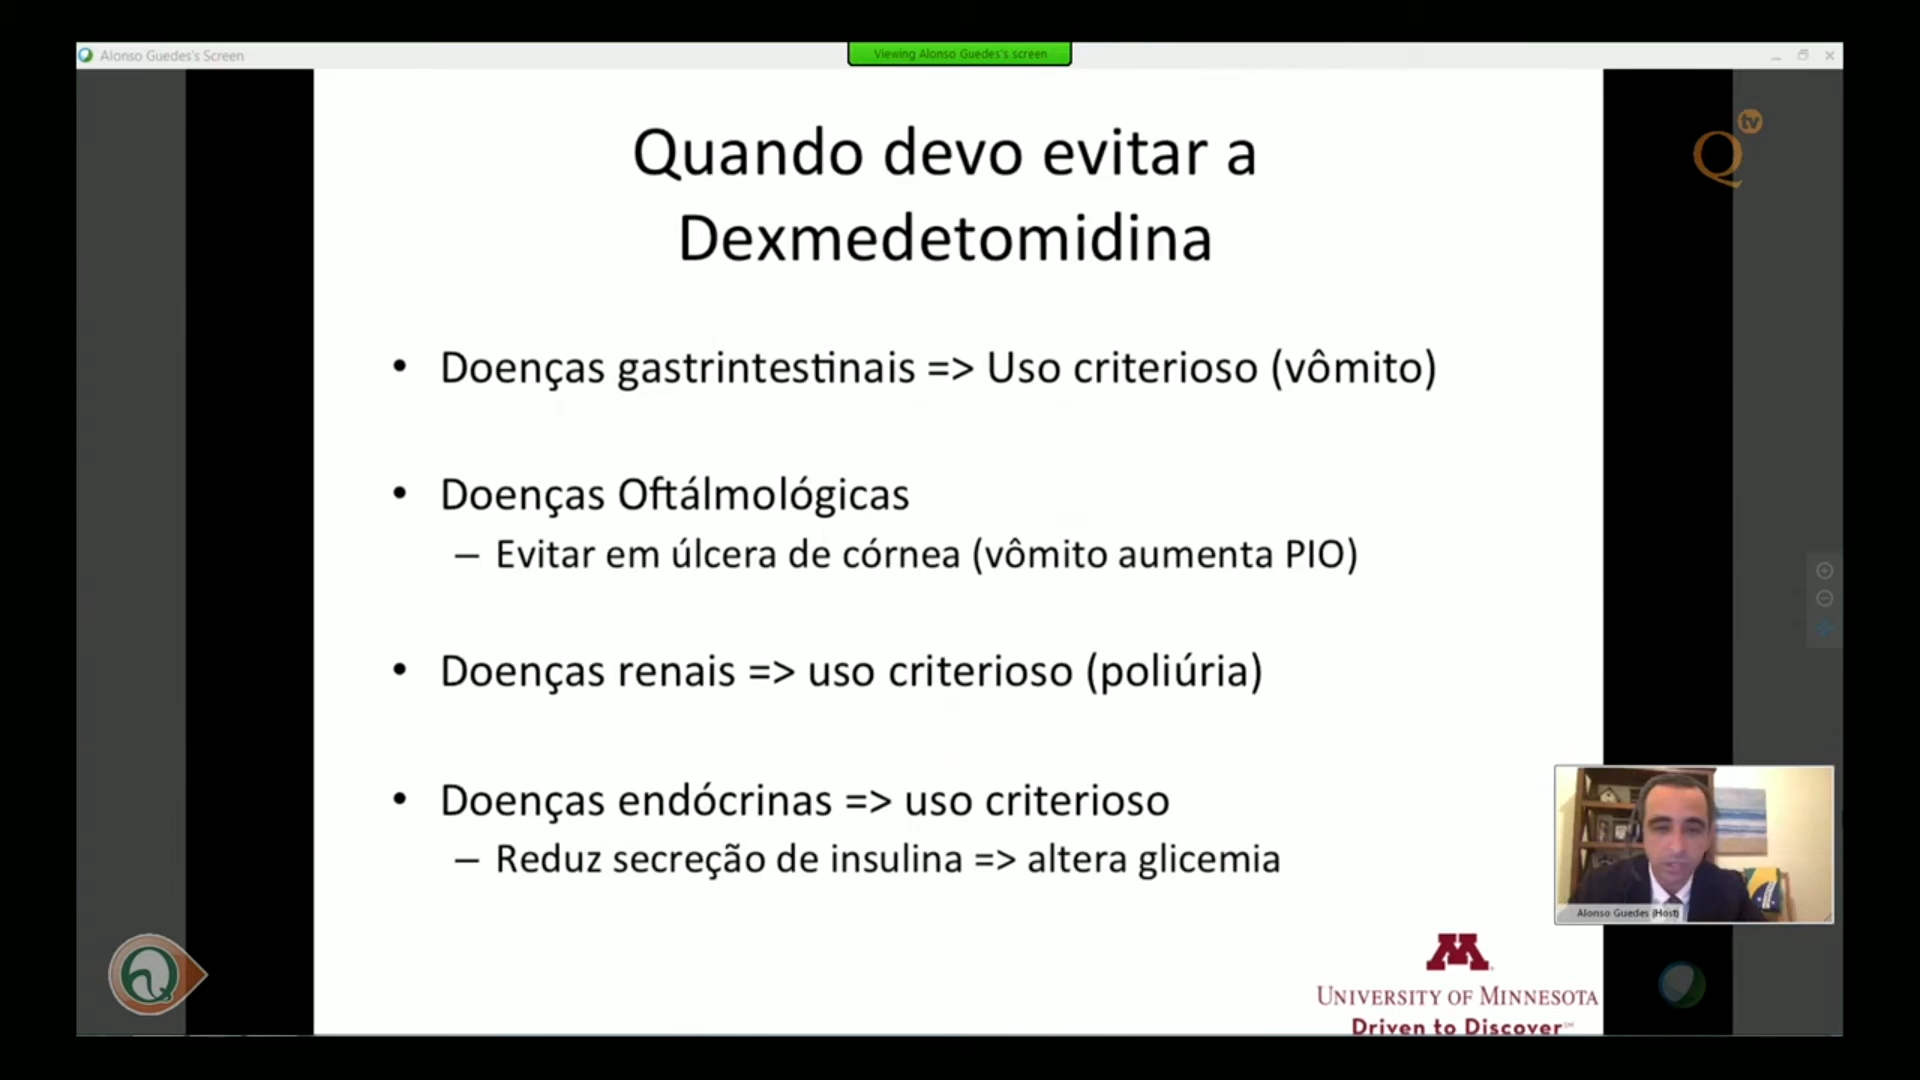 Alonso Guedes's Screen
Viewing Alonso Guedes's screen
tv
Q
Quando devo evitar a
Dexmedetomidina
• Doenças gastrintestinais => Uso criterioso (vômito)
• Doenças Oftálmológicas
– Evitar em úlcera de córnea (vômito aumenta PIO)
• Doenças renais => uso criterioso (poliúria)
• Doenças endócrinas => uso criterioso
– Reduz secreção de insulina => altera glicemia
Alonso Guedes (Host)
M
UNIVERSITY OF MINNESOTA
Driven to Discover℠